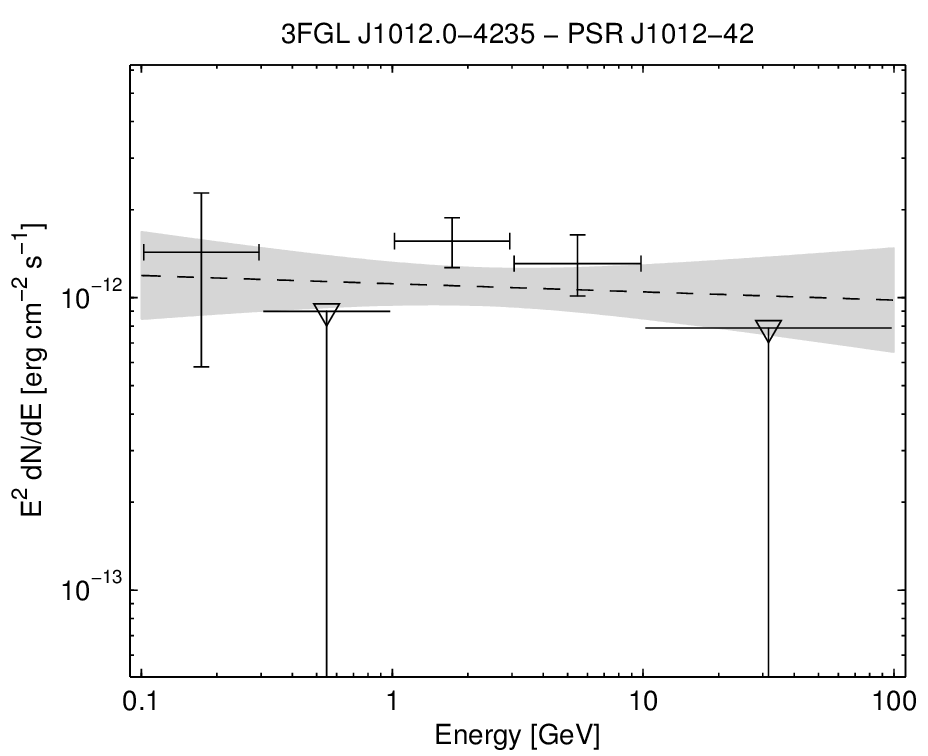 3FGL J1012.0−4235 − PSR J1012−42
E² dN/dE [erg cm⁻² s⁻¹]
10⁻¹²
10⁻¹³
0.1 1 10 100
Energy [GeV]